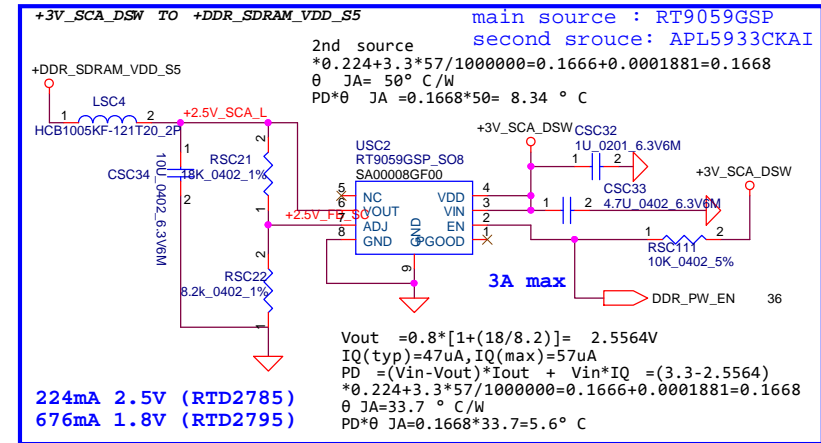 +3V_SCA_DSW TO +DDR_SDRAM_VDD_S5
main source : RT9059GSP
second srouce: APL5933CKAI
2nd source
*0.224+3.3*57/1000000=0.1666+0.0001881=0.1668
θ JA= 50° C/W
PD*θ JA =0.1668*50= 8.34 ° C
+DDR_SDRAM_VDD_S5
LSC4
1 2
HCB1005KF-121T20_2P
+2.5V_SCA_L
CSC34
1
2
10U_0402_6.3V6M
2
RSC21
18K_0402_1%
1
+2.5V_FB_SC
2
RSC22
8.2k_0402_1%
1
USC2
RT9059GSP_SO8
SA00008GF00
5 NC VDD 4
6 VOUT VIN 3
7 ADJ EN 2
8 GND PGOOD 1
GND
9
+3V_SCA_DSW
CSC32
1U_0201_6.3V6M
1 2
CSC33
4.7U_0402_6.3V6M
1 2
+3V_SCA_DSW
1 2
RSC111
10K_0402_5%
3A max
DDR_PW_EN 36
Vout =0.8*[1+(18/8.2)]= 2.5564V
IQ(typ)=47uA,IQ(max)=57uA
PD =(Vin-Vout)*Iout + Vin*IQ =(3.3-2.5564)
*0.224+3.3*57/1000000=0.1666+0.0001881=0.1668
θ JA=33.7 ° C/W
PD*θ JA=0.1668*33.7=5.6° C
224mA 2.5V (RTD2785)
676mA 1.8V (RTD2795)